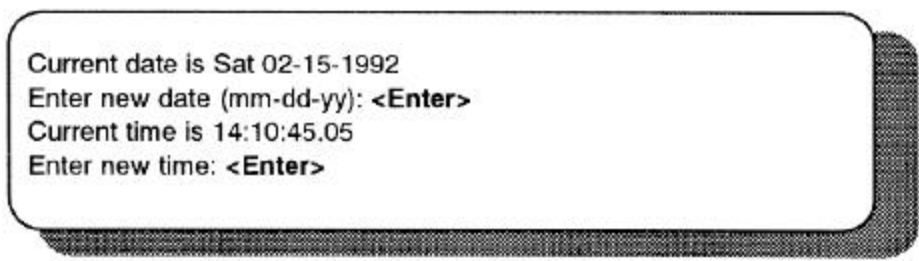 Current date is Sat 02-15-1992
Enter new date (mm-dd-yy): <Enter>
Current time is 14:10:45.05
Enter new time: <Enter>